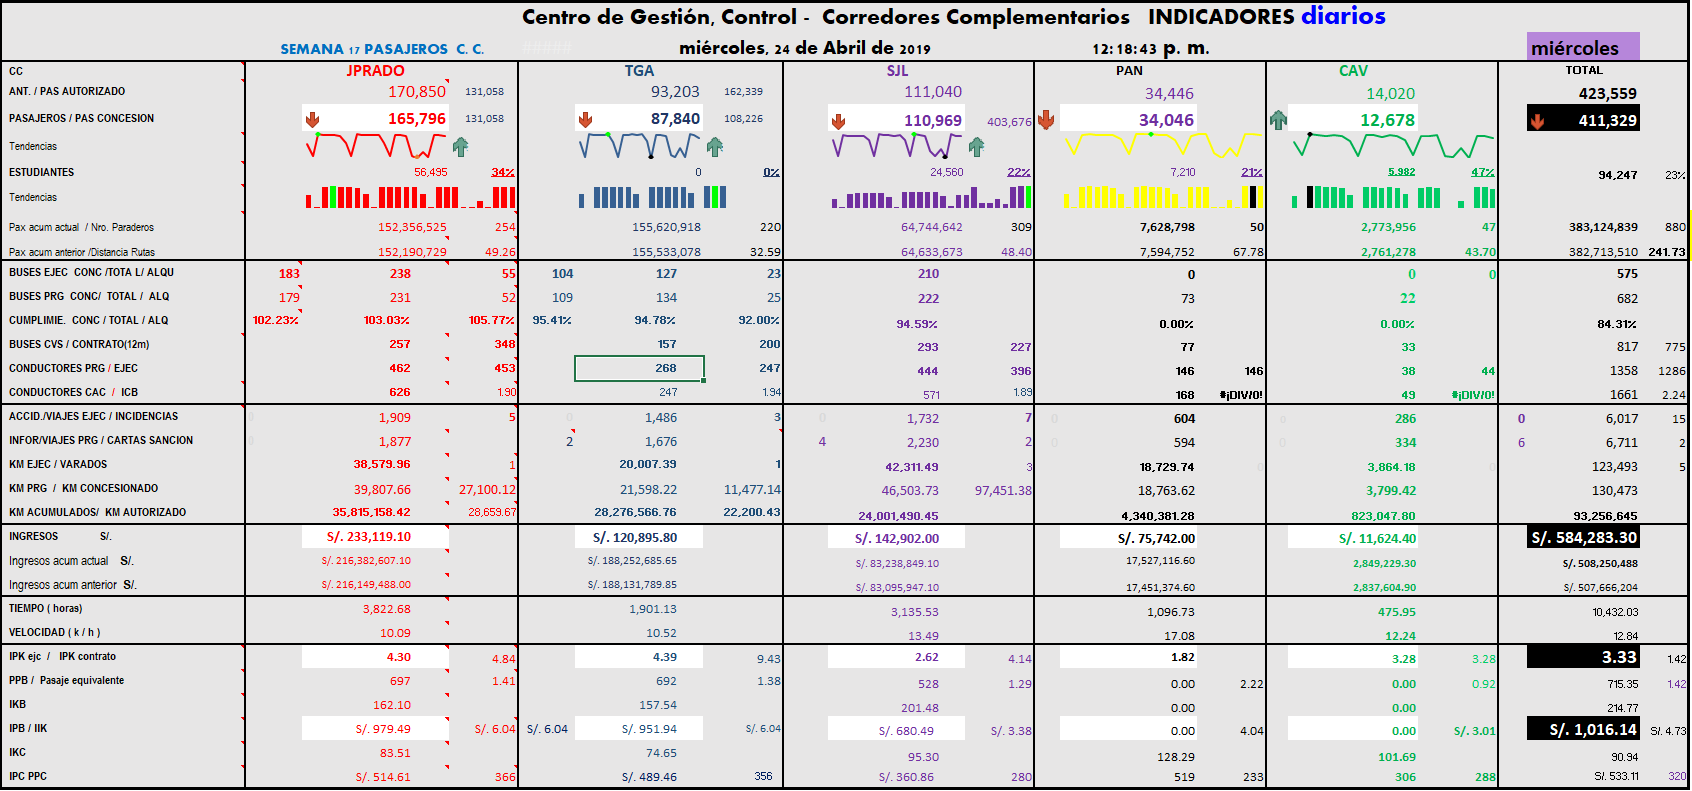 Centro de Gestión, Control - Corredores Complementarios INDICADORES diarios
SEMANA 17 PASAJEROS C. C. ##### miércoles, 24 de Abril de 2019 12:18:43 p. m. miércoles
CC JPRADO TGA SJL PAN CAV TOTAL
ANT. / PAS AUTORIZADO 170,850 131,058 93,203 162,339 111,040 34,446 14,020 423,559
PASAJEROS / PAS CONCESION 165,796 131,058 87,840 108,226 110,969 403,676 34,046 12,678 411,329
Tendencias
ESTUDIANTES 56,495 34% 0 0% 24,560 22% 7,210 21% 5,982 47% 94,247 23%
Tendencias
Pax acum actual / Nro. Paraderos 152,356,525 254 155,620,918 220 64,744,642 309 7,628,798 50 2,773,956 47 383,124,839 880
Pax acum anterior /Distancia Rutas 152,190,729 49.26 155,533,078 32.59 64,633,673 48.40 7,594,752 67.78 2,761,278 43.70 382,713,510 241.73
BUSES EJEC CONC /TOTA L/ ALQU 183 238 55 104 127 23 210 0 0 0 575
BUSES PRG CONC/ TOTAL / ALQ 179 231 52 109 134 25 222 73 22 682
CUMPLIMIE. CONC / TOTAL / ALQ 102.23% 103.03% 105.77% 95.41% 94.78% 92.00% 94.59% 0.00% 0.00% 84.31%
BUSES CVS / CONTRATO(12m) 257 348 157 200 293 227 77 33 817 775
CONDUCTORES PRG / EJEC 462 453 268 247 444 396 146 146 38 44 1358 1286
CONDUCTORES CAC / ICB 626 1.90 247 1.94 571 1.89 168 #¡DIV/0! 49 #¡DIV/0! 1661 2.24
ACCID./VIAJES EJEC / INCIDENCIAS 0 1,909 5 0 1,486 3 0 1,732 7 0 604 0 286 0 6,017 15
INFOR/VIAJES PRG / CARTAS SANCION 0 1,877 2 1,676 4 2,230 2 0 594 0 334 6 6,711 2
KM EJEC / VARADOS 38,579.96 1 20,007.39 1 42,311.49 3 18,729.74 0 3,864.18 0 123,493 5
KM PRG / KM CONCESIONADO 39,807.66 27,100.12 21,598.22 11,477.14 46,503.73 97,451.38 18,763.62 3,799.42 130,473
KM ACUMULADOS/ KM AUTORIZADO 35,815,158.42 28,659.67 28,276,566.76 22,200.43 24,001,490.45 4,340,381.28 823,047.80 93,256,645
INGRESOS S/. S/. 233,119.10 S/. 120,895.80 S/. 142,902.00 S/. 75,742.00 S/. 11,624.40 S/. 584,283.30
Ingresos acum actual S/. S/. 216,382,607.10 S/. 188,252,685.65 S/. 83,238,849.10 17,527,116.60 2,849,229.30 S/. 508,250,488
Ingresos acum anterior S/. S/. 216,149,488.00 S/. 188,131,789.85 S/. 83,095,947.10 17,451,374.60 2,837,604.90 S/. 507,666,204
TIEMPO ( horas) 3,822.68 1,901.13 3,135.53 1,096.73 475.95 10,432.03
VELOCIDAD ( k / h ) 10.09 10.52 13.49 17.08 12.24 12.84
IPK ejc / IPK contrato 4.30 4.84 4.39 9.43 2.62 4.14 1.82 3.28 3.28 3.33 1.42
PPB / Pasaje equivalente 697 1.41 692 1.38 528 1.29 0.00 2.22 0.00 0.92 715.35 1.42
IKB 162.10 157.54 201.48 0.00 0.00 214.77
IPB / IIK S/. 979.49 S/. 6.04 S/. 6.04 S/. 951.94 S/. 6.04 S/. 680.49 S/. 3.38 0.00 4.04 0.00 S/. 3.01 S/. 1,016.14 S/. 4.73
IKC 83.51 74.65 95.30 128.29 101.69 90.94
IPC PPC S/. 514.61 366 S/. 489.46 356 S/. 360.86 280 519 233 306 288 S/. 533.11 320